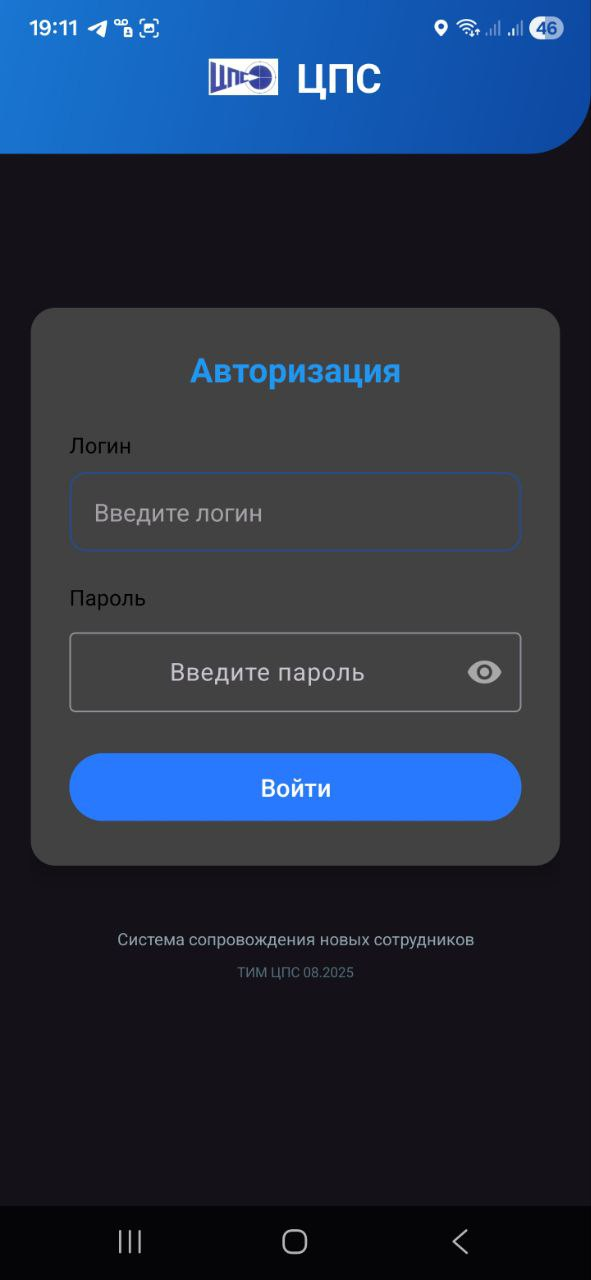 19:11
46
ЦПС ЦПС
Авторизация
Логин
Введите логин
Пароль
Введите пароль
Войти
Система сопровождения новых сотрудников
ТИМ ЦПС 08.2025